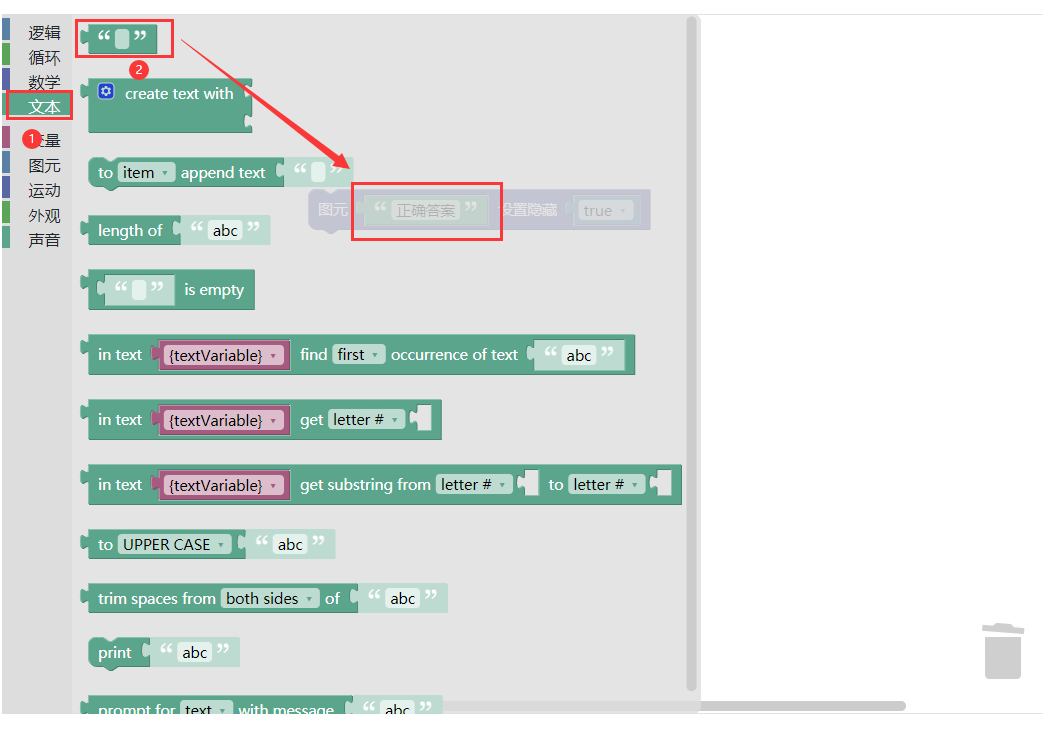 逻辑
循环
数学
文本
1
量
图元
运动
外观
声音
“ ”
2
create text with
to item append text “ ”
图元 “ 正确答案 ” 设置隐藏 true
length of “ abc ”
“ ” is empty
in text {textVariable} find first occurrence of text “ abc ”
in text {textVariable} get letter #
in text {textVariable} get substring from letter # to letter #
to UPPER CASE “ abc ”
trim spaces from both sides of “ abc ”
print “ abc ”
prompt for text with message “ abc ”